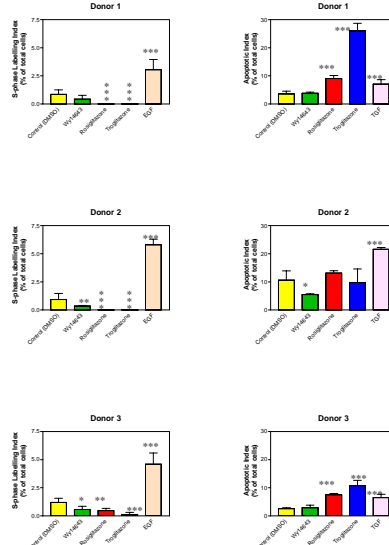 Donor 1
S-phase Labelling Index
(% of total cells)
7.5
5.0
2.5
0.0
***
***
***
Control (DMSO)
Wy14643
Rosiglitazone
Troglitazone
EGF
Donor 1
Apoptotic Index
(% of total cells)
30
20
10
0
***
***
***
Control (DMSO)
Wy14643
Rosiglitazone
Troglitazone
TGF
Donor 2
S-phase Labelling Index
(% of total cells)
7.5
5.0
2.5
0.0
**
***
***
***
Control (DMSO)
Wy14643
Rosiglitazone
Troglitazone
EGF
Donor 2
Apoptotic Index
(% of total cells)
30
20
10
0
*
***
Control (DMSO)
Wy14643
Rosiglitazone
Troglitazone
TGF
Donor 3
S-phase Labelling Index
(% of total cells)
7.5
5.0
2.5
0.0
*
**
***
***
Control (DMSO)
Wy14643
Rosiglitazone
Troglitazone
EGF
Donor 3
Apoptotic Index
(% of total cells)
30
20
10
0
***
***
***
Control (DMSO)
Wy14643
Rosiglitazone
Troglitazone
TGF